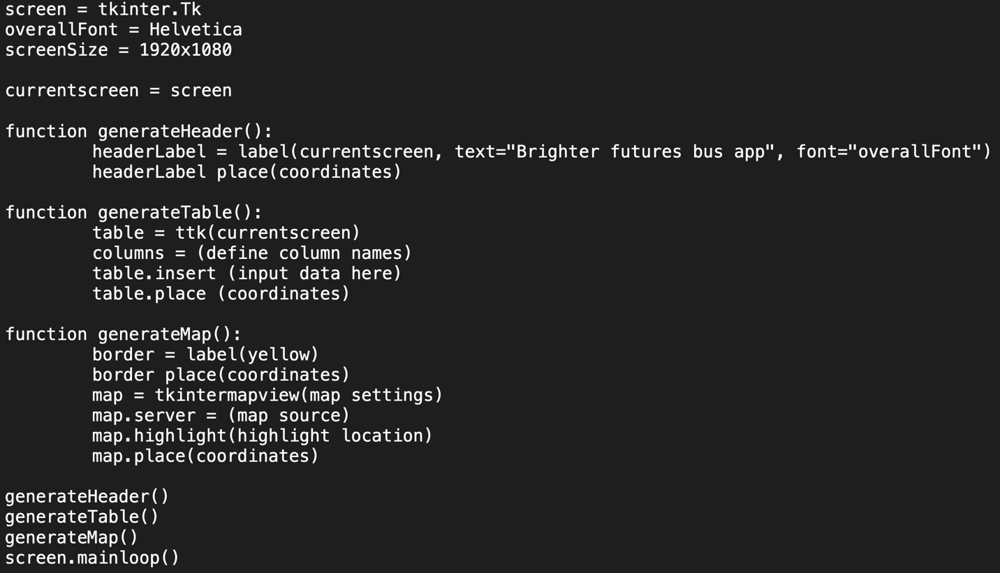 screen = tkinter.Tk
overallFont = Helvetica
screenSize = 1920x1080

currentscreen = screen

function generateHeader():
        headerLabel = label(currentscreen, text="Brighter futures bus app", font="overallFont")
        headerLabel place(coordinates)

function generateTable():
        table = ttk(currentscreen)
        columns = (define column names)
        table.insert (input data here)
        table.place (coordinates)

function generateMap():
        border = label(yellow)
        border place(coordinates)
        map = tkintermapview(map settings)
        map.server = (map source)
        map.highlight(highlight location)
        map.place(coordinates)

generateHeader()
generateTable()
generateMap()
screen.mainloop()